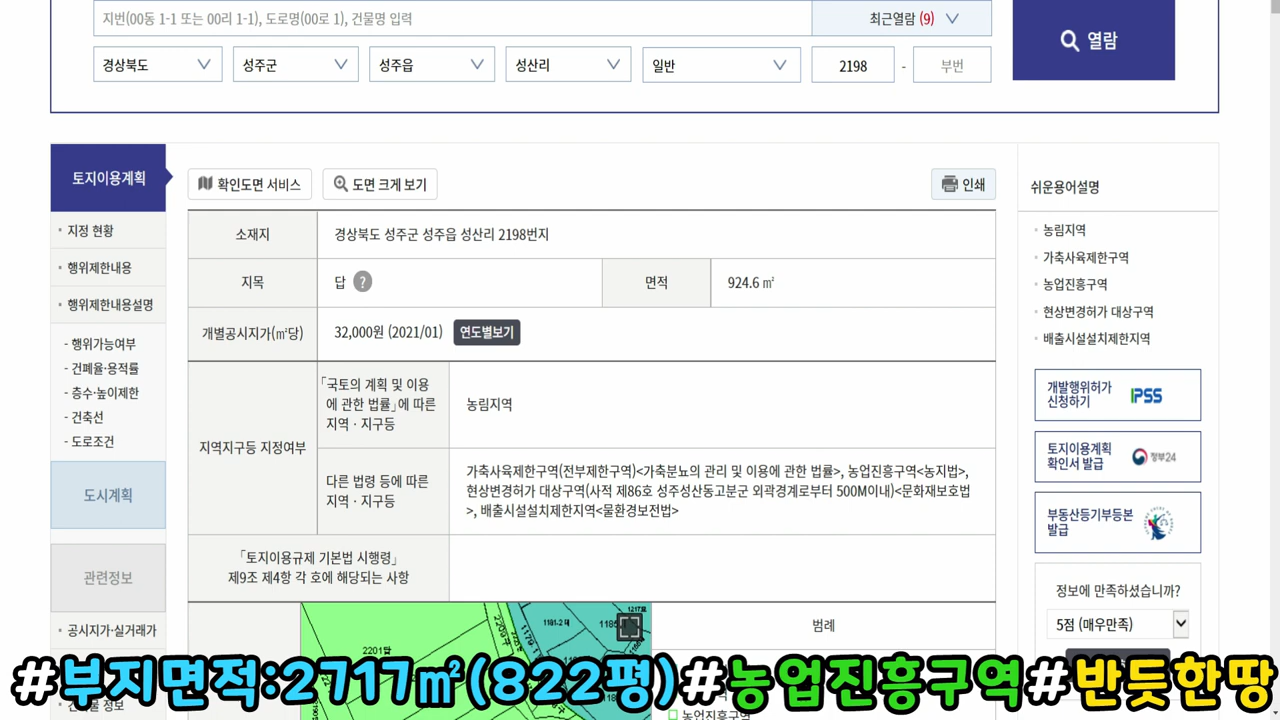 지번(00동 1-1 또는 00리 1-1), 도로명(00로 1), 건물명 입력
최근열람 (9)
열람
경상북도
성주군
성주읍
성산리
일반
2198
-
부번
토지이용계획
지정 현황
행위제한내용
행위제한내용설명
- 행위가능여부
- 건폐율·용적률
- 층수·높이제한
- 건축선
- 도로조건
도시계획
관련정보
공시지가·실거래가
확인도면 서비스
도면 크게 보기
인쇄
소재지
경상북도 성주군 성주읍 성산리 2198번지
지목
답 ?
면적
924.6 ㎡
개별공시지가(㎡당)
32,000원 (2021/01)
연도별보기
지역지구등 지정여부
「국토의 계획 및 이용
에 관한 법률」에 따른
지역ㆍ지구등
농림지역
다른 법령 등에 따른
지역ㆍ지구등
가축사육제한구역(전부제한구역)<가축분뇨의 관리 및 이용에 관한 법률>, 농업진흥구역<농지법>,
현상변경허가 대상구역(사적 제86호 성주성산동고분군 외곽경계로부터 500M이내)<문화재보호법
>, 배출시설설치제한지역<물환경보전법>
「토지이용규제 기본법 시행령」
제9조 제4항 각 호에 해당되는 사항
2201답
1181-2대
1217도
범례
농업진흥구역
쉬운용어설명
농림지역
가축사육제한구역
농업진흥구역
현상변경허가 대상구역
배출시설설치제한지역
개발행위허가
신청하기
IPSS
토지이용계획
확인서 발급
정부24
부동산등기부등본
발급
정보에 만족하셨습니까?
5점 (매우만족)
#부지면적:2717㎡(822평)#농업진흥구역#반듯한땅